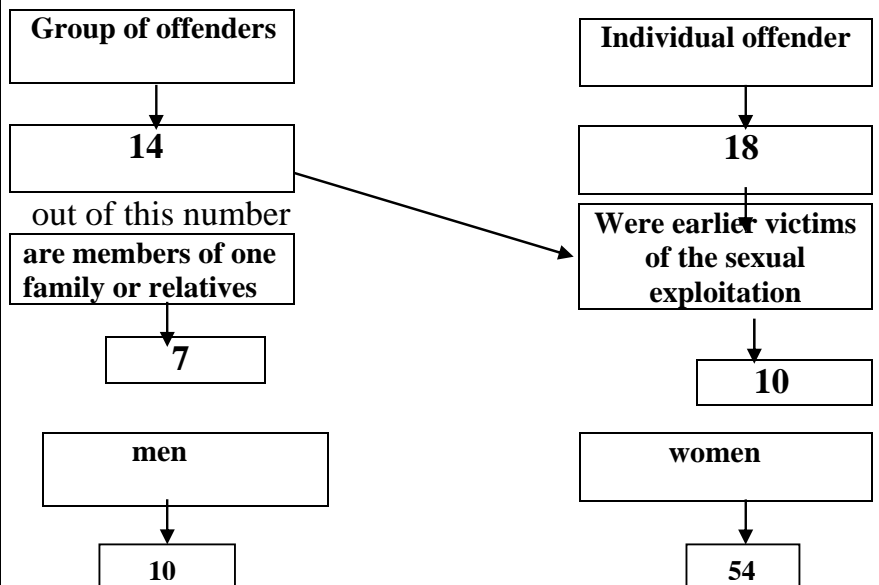 Group of offenders
Individual offender
14
18
out of this number
are members of one
family or relatives
Were earlier victims
of the sexual
exploitation
7
10
men
women
10
54